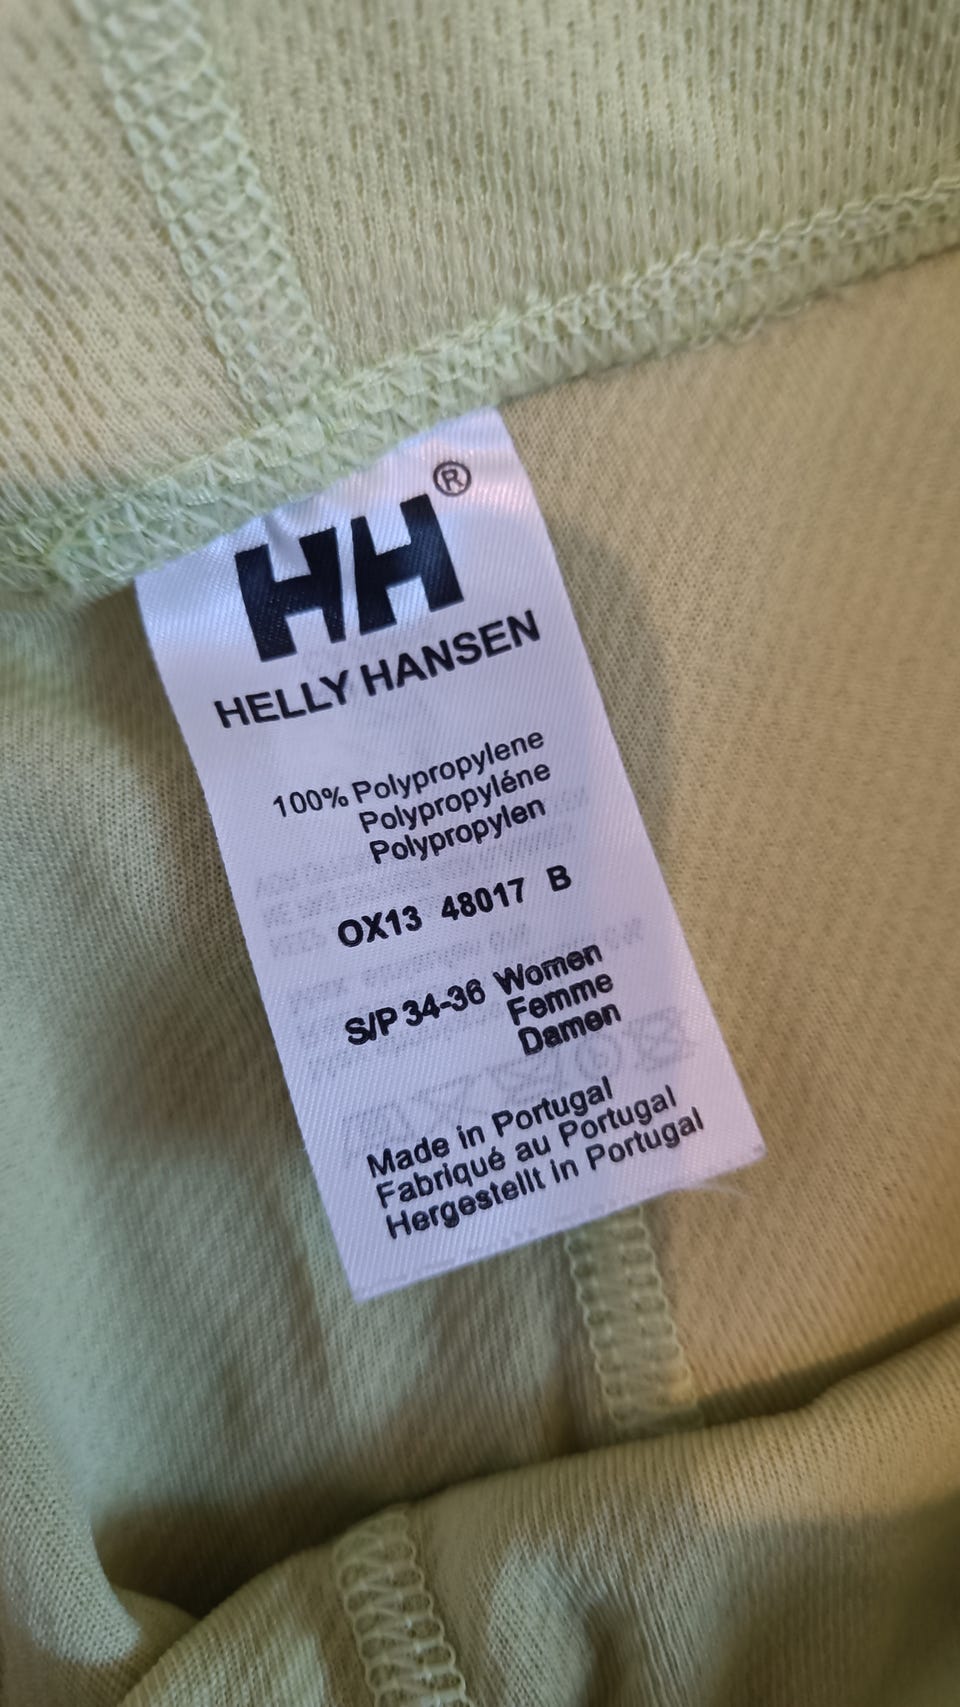 HH®
HELLY HANSEN
100% Polypropylene
Polypropyléne
Polypropylen
OX13 48017 B
S/P 34-36 Women
Femme
Damen
Made in Portugal
Fabriqué au Portugal
Hergestellt in Portugal